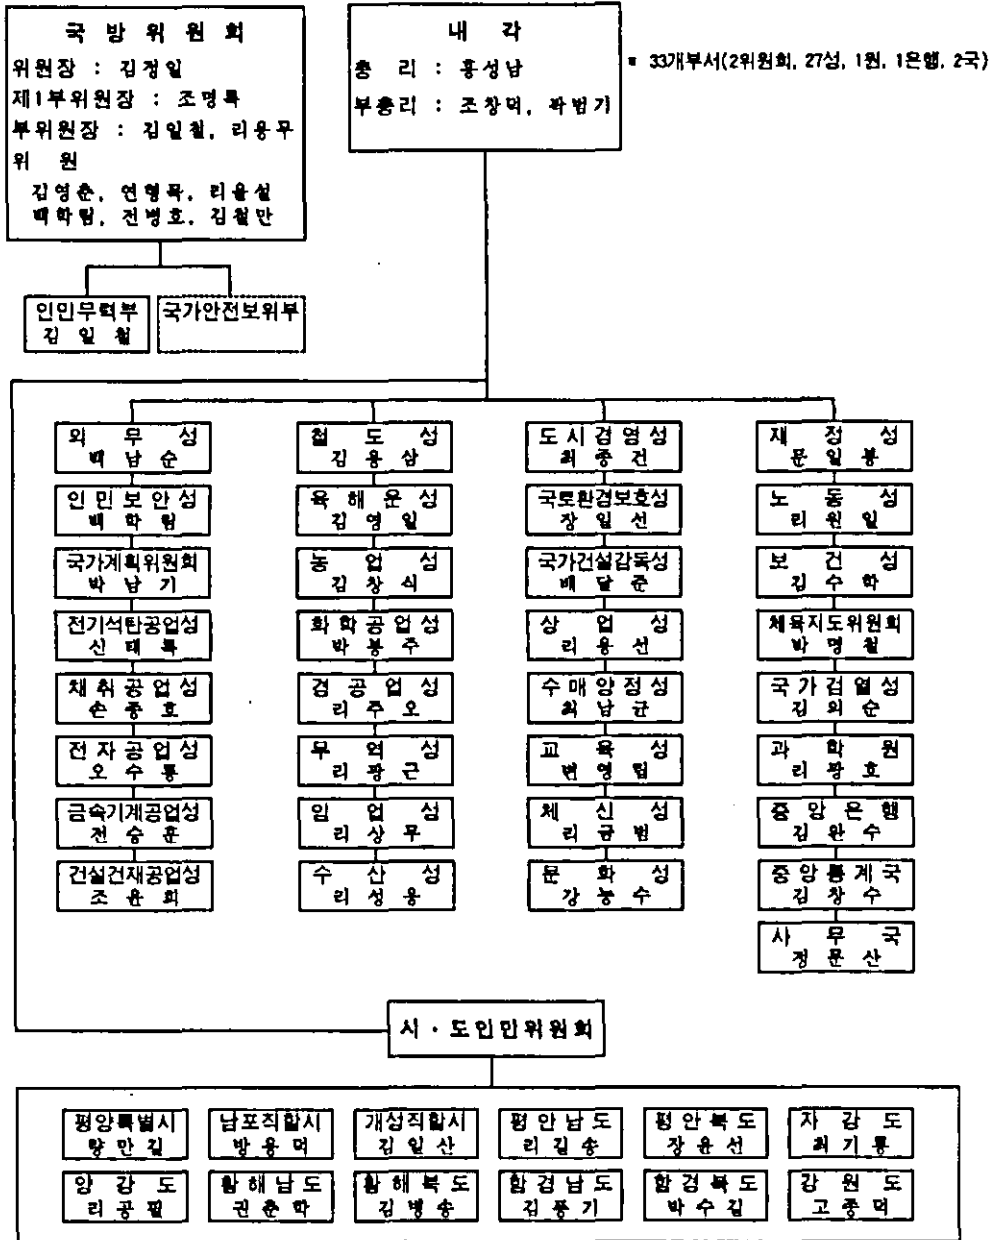 국 방 위 원 회
위원장 : 김정일
제1부위원장 : 조명록
부위원장 : 김일철, 리용무
위 원
김영춘, 연형묵, 리을설
백학림, 전병호, 김철만
인민무력부
김 일 철
국가안전보위부
내 각
총 리 : 홍성남
부총리 : 조창덕, 곽범기
* 33개부서(2위원회, 27성, 1원, 1은행, 2국)
외 무 성
백 남 순
철 도 성
김 용 삼
도 시 경 영 성
최 종 건
재 정 성
문 일 봉
인 민 보 안 성
백 학 림
육 해 운 성
김 영 일
국토환경보호성
장 일 선
노 동 성
리 원 일
국가계획위원회
박 남 기
농 업 성
김 창 식
국가건설감독성
배 달 준
보 건 성
김 수 학
전기석탄공업성
신 태 록
화 학 공 업 성
박 봉 주
상 업 성
리 용 선
체육지도위원회
박 명 철
채 취 공 업 성
손 종 호
경 공 업 성
리 주 오
수 매 양 정 성
최 남 균
국 가 검 열 성
김 의 순
전 자 공 업 성
오 수 용
무 역 성
리 광 근
교 육 성
변 영 립
과 학 원
리 광 호
금속기계공업성
전 승 훈
임 업 성
리 상 무
체 신 성
리 금 범
중 앙 은 행
김 완 수
건설건재공업성
조 윤 희
수 산 성
리 성 웅
문 화 성
강 능 수
중 앙 통 계 국
김 창 수
사 무 국
정 문 산
시 · 도인민위원회
평양특별시
량 만 길
남포직할시
방 용 덕
개성직할시
김 일 산
평 안 남 도
리 길 송
평 안 북 도
장 윤 선
자 강 도
최 기 룡
양 강 도
리 공 필
황 해 남 도
권 춘 학
황 해 북 도
김 병 송
함 경 남 도
김 풍 기
함 경 북 도
박 수 길
강 원 도
고 종 덕